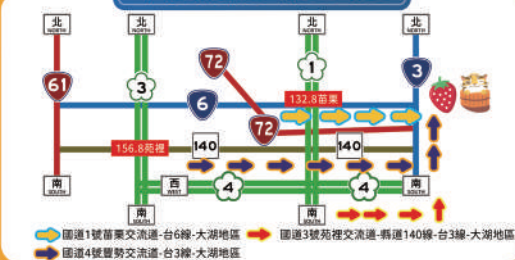 北 北 北 北
NORTH NORTH NORTH NORTH
72 1
61 3 3
6 132.8苗栗
72
156.8苑裡 140 140
南 西 4 4 南
SOUTH WEST SOUTH
南 南
SOUTH SOUTH
國道1號苗栗交流道-台6線-大湖地區 國道3號苑裡交流道-縣道140線-台3線-大湖地區
國道4號豐勢交流道-台3線-大湖地區